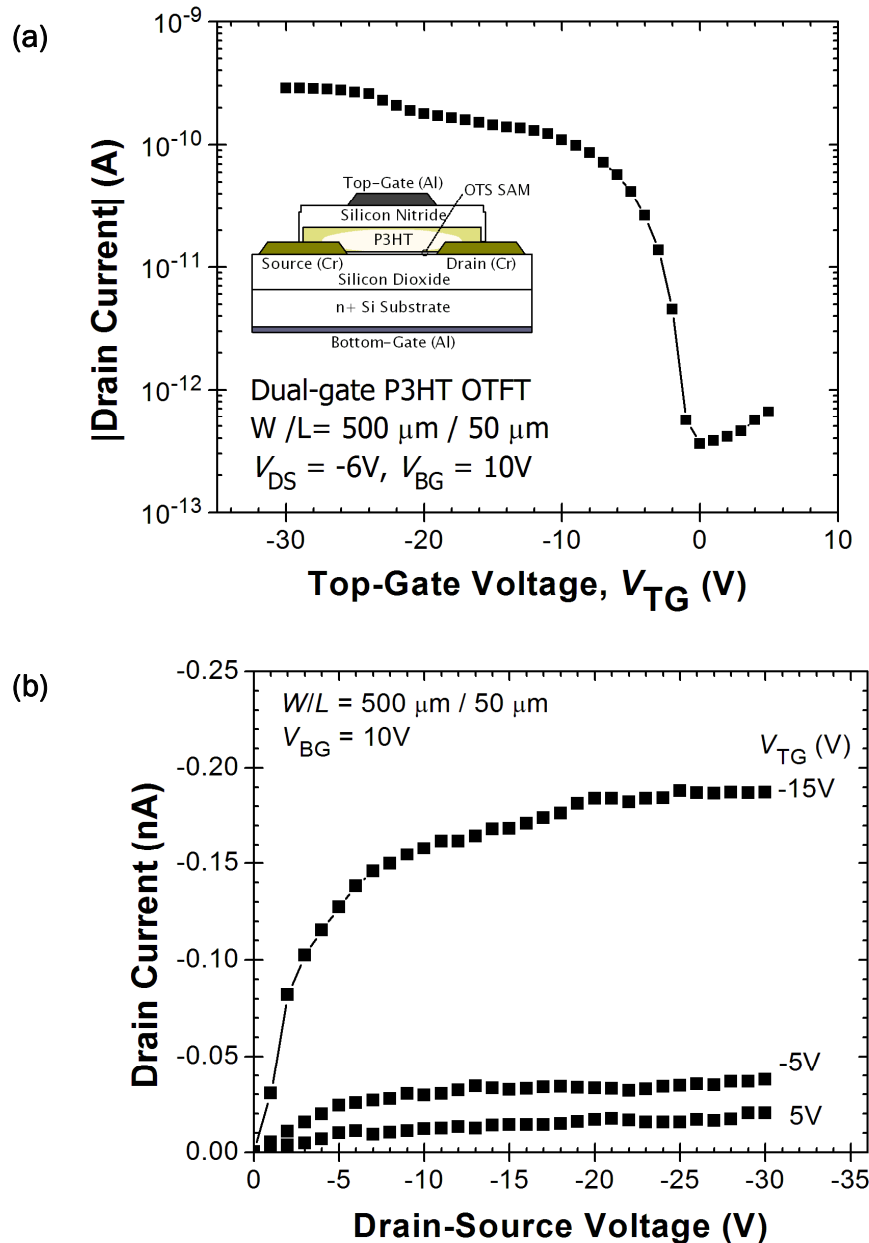 (a)
10⁻⁹
10⁻¹⁰
10⁻¹¹
10⁻¹²
10⁻¹³
|Drain Current| (A)
Top-Gate (Al)
OTS SAM
Silicon Nitride
P3HT
Source (Cr)
Drain (Cr)
Silicon Dioxide
n+ Si Substrate
Bottom-Gate (Al)
Dual-gate P3HT OTFT
W /L= 500 μm / 50 μm
V_DS = -6V, V_BG = 10V
-30 -20 -10 0 10
Top-Gate Voltage, V_TG (V)
(b)
-0.25
-0.20
-0.15
-0.10
-0.05
0.00
Drain Current (nA)
W/L = 500 μm / 50 μm
V_BG = 10V
V_TG (V)
-15V
-5V
5V
0 -5 -10 -15 -20 -25 -30 -35
Drain-Source Voltage (V)